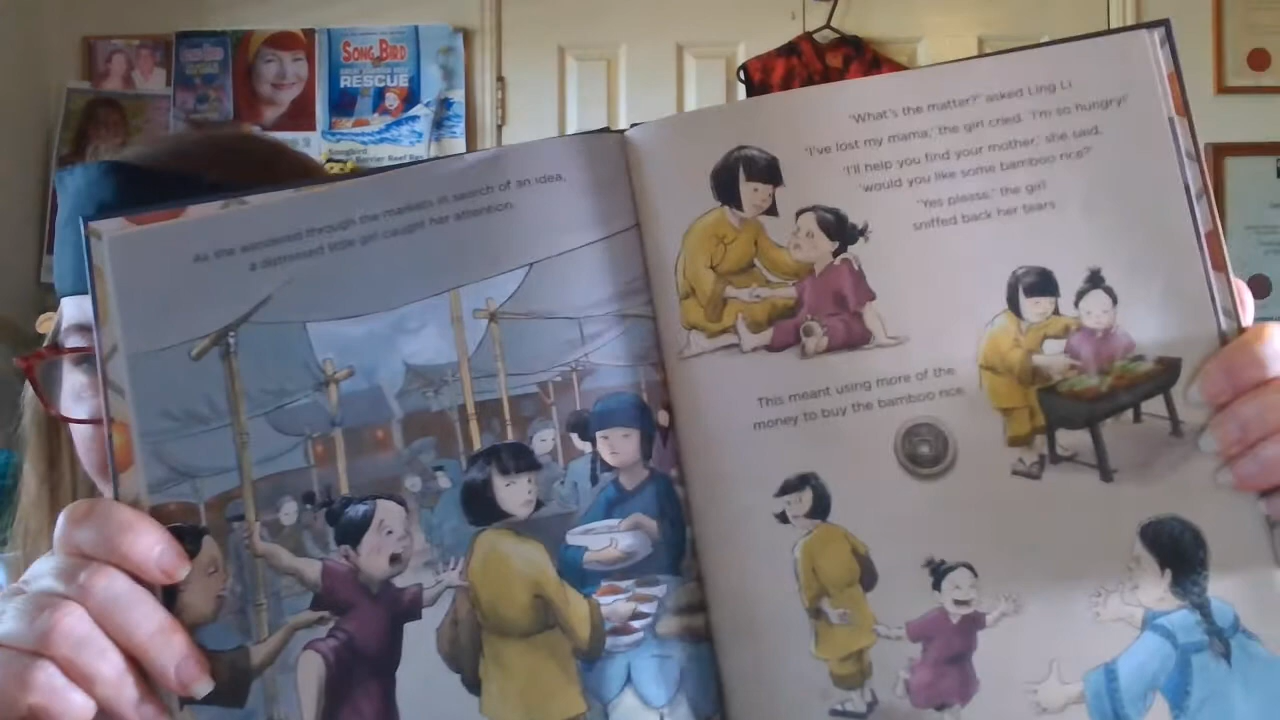 SONGBIRD
RESCUE
Songbird
As she wandered through the markets in search of an idea,
a distressed little girl caught her attention.
'What's the matter?' asked Ling Li
'I've lost my mama,' the girl cried. 'I'm so hungry!'
'I'll help you find your mother,' she said,
'would you like some bamboo rice?'
'Yes please,' the girl
sniffed back her tears
This meant using more of the
money to buy the bamboo rice.